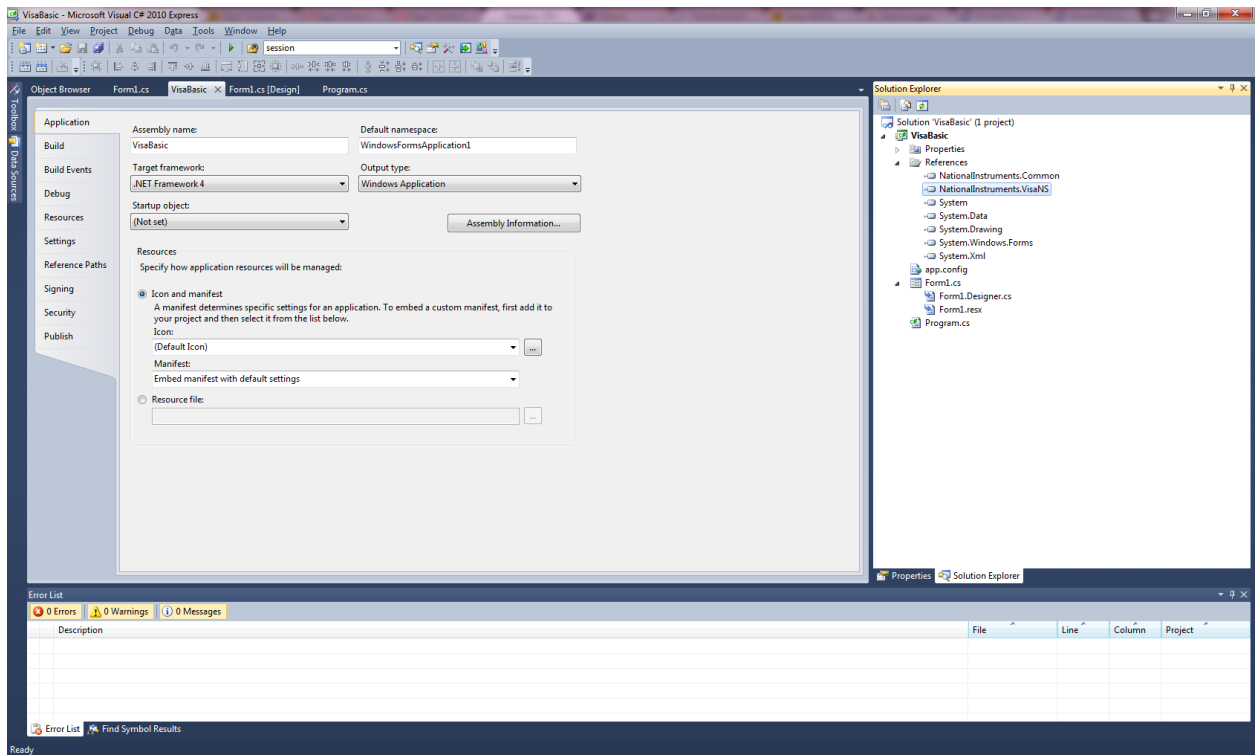 VisaBasic - Microsoft Visual C# 2010 Express
File Edit View Project Debug Data Tools Window Help
session
Toolbox
Data Sources
Object Browser Form1.cs VisaBasic Form1.cs [Design] Program.cs
Application
Build
Build Events
Debug
Resources
Settings
Reference Paths
Signing
Security
Publish
Assembly name: Default namespace:
VisaBasic WindowsFormsApplication1
Target framework: Output type:
.NET Framework 4 Windows Application
Startup object:
(Not set) Assembly Information...
Resources
Specify how application resources will be managed:
Icon and manifest
A manifest determines specific settings for an application. To embed a custom manifest, first add it to
your project and then select it from the list below.
Icon:
(Default Icon) ...
Manifest:
Embed manifest with default settings
Resource file:
...
Solution Explorer
Solution 'VisaBasic' (1 project)
VisaBasic
Properties
References
NationalInstruments.Common
NationalInstruments.VisaNS
System
System.Data
System.Drawing
System.Windows.Forms
System.Xml
app.config
Form1.cs
Form1.Designer.cs
Form1.resx
Program.cs
Properties Solution Explorer
Error List
0 Errors 0 Warnings 0 Messages
Description File Line Column Project
Error List Find Symbol Results
Ready